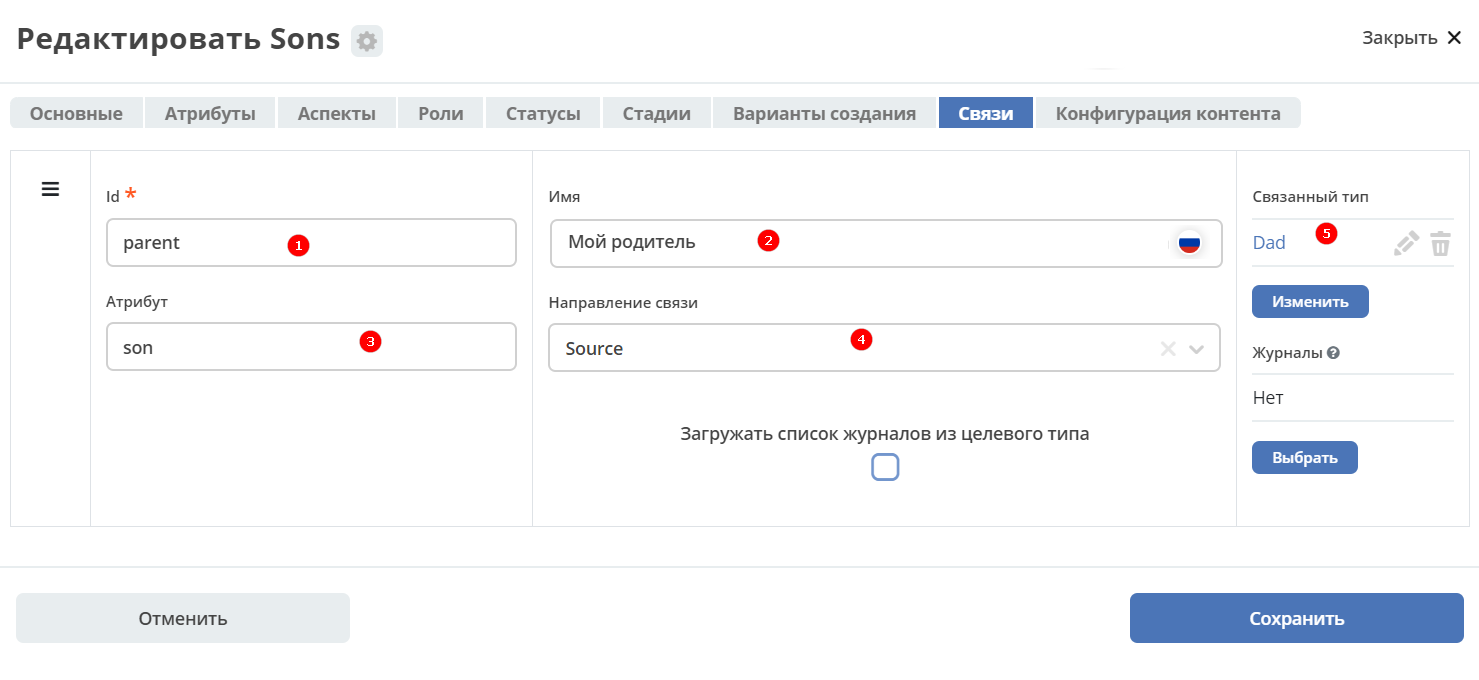 Редактировать Sons
Закрыть
Основные Атрибуты Аспекты Роли Статусы Стадии Варианты создания Связи Конфигурация контента
Id *
parent 1
Атрибут
son 3
Имя
Мой родитель 2
Направление связи
Source 4
Загружать список журналов из целевого типа
Связанный тип
Dad 5
Изменить
Журналы ?
Нет
Выбрать
Отменить
Сохранить